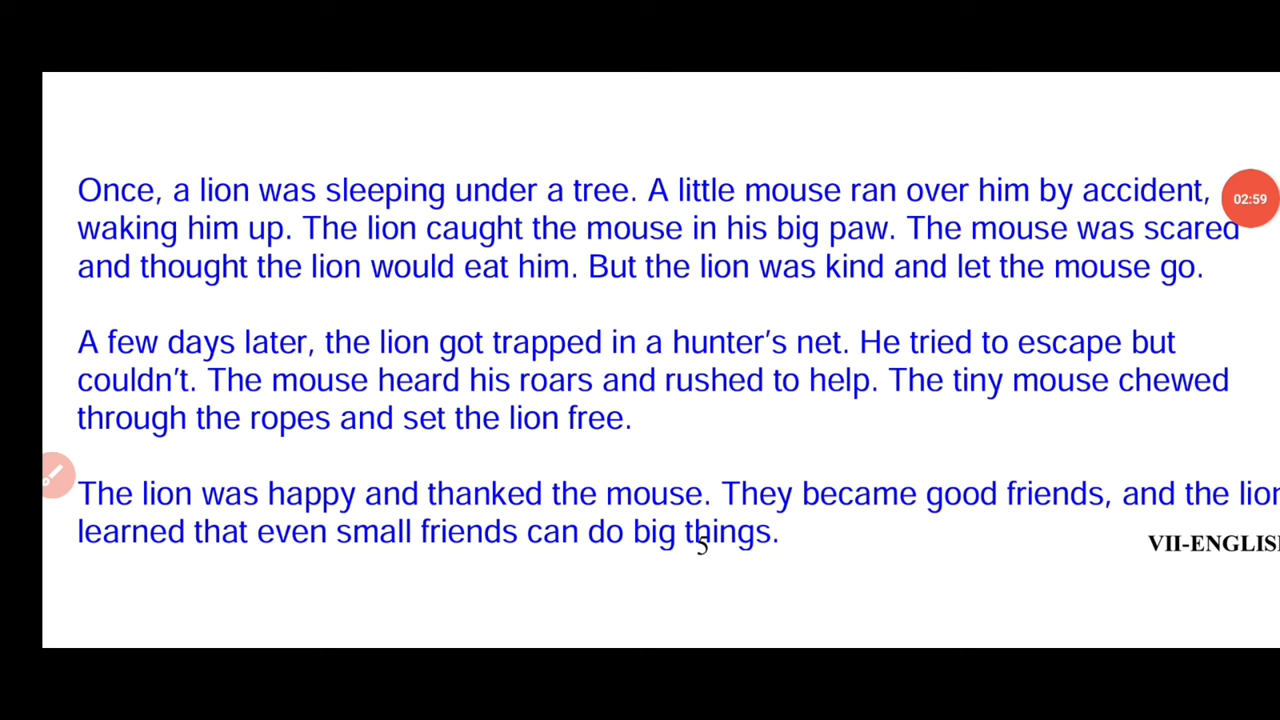 Once, a lion was sleeping under a tree. A little mouse ran over him by accident,
02:59
waking him up. The lion caught the mouse in his big paw. The mouse was scared
and thought the lion would eat him. But the lion was kind and let the mouse go.
A few days later, the lion got trapped in a hunter’s net. He tried to escape but
couldn’t. The mouse heard his roars and rushed to help. The tiny mouse chewed
through the ropes and set the lion free.
The lion was happy and thanked the mouse. They became good friends, and the lion
learned that even small friends can do big things.
5
VII-ENGLIS